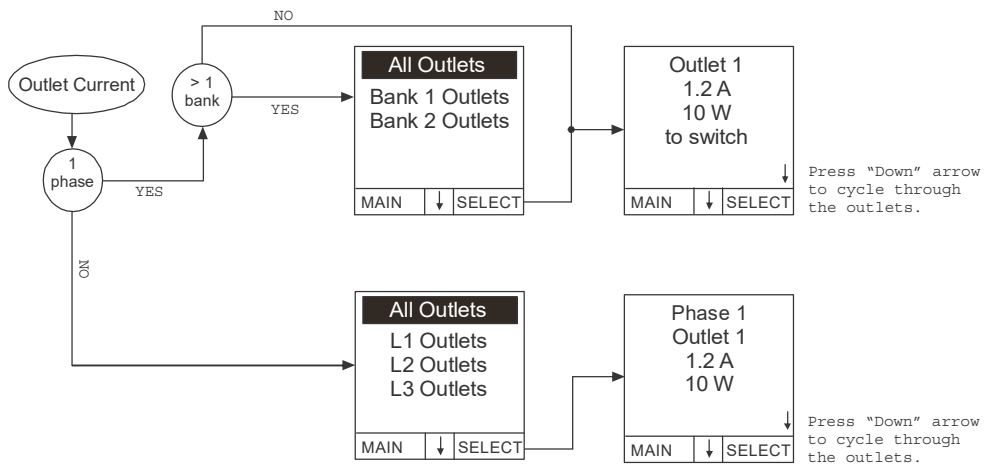 NO
Outlet Current
> 1
bank
YES
1
phase
YES
NO
All Outlets
Bank 1 Outlets
Bank 2 Outlets
MAIN ↓ SELECT
Outlet 1
1.2 A
10 W
to switch
↓
MAIN ↓ SELECT
Press “Down” arrow
to cycle through
the outlets.
All Outlets
L1 Outlets
L2 Outlets
L3 Outlets
MAIN ↓ SELECT
Phase 1
Outlet 1
1.2 A
10 W
↓
MAIN ↓ SELECT
Press “Down” arrow
to cycle through
the outlets.